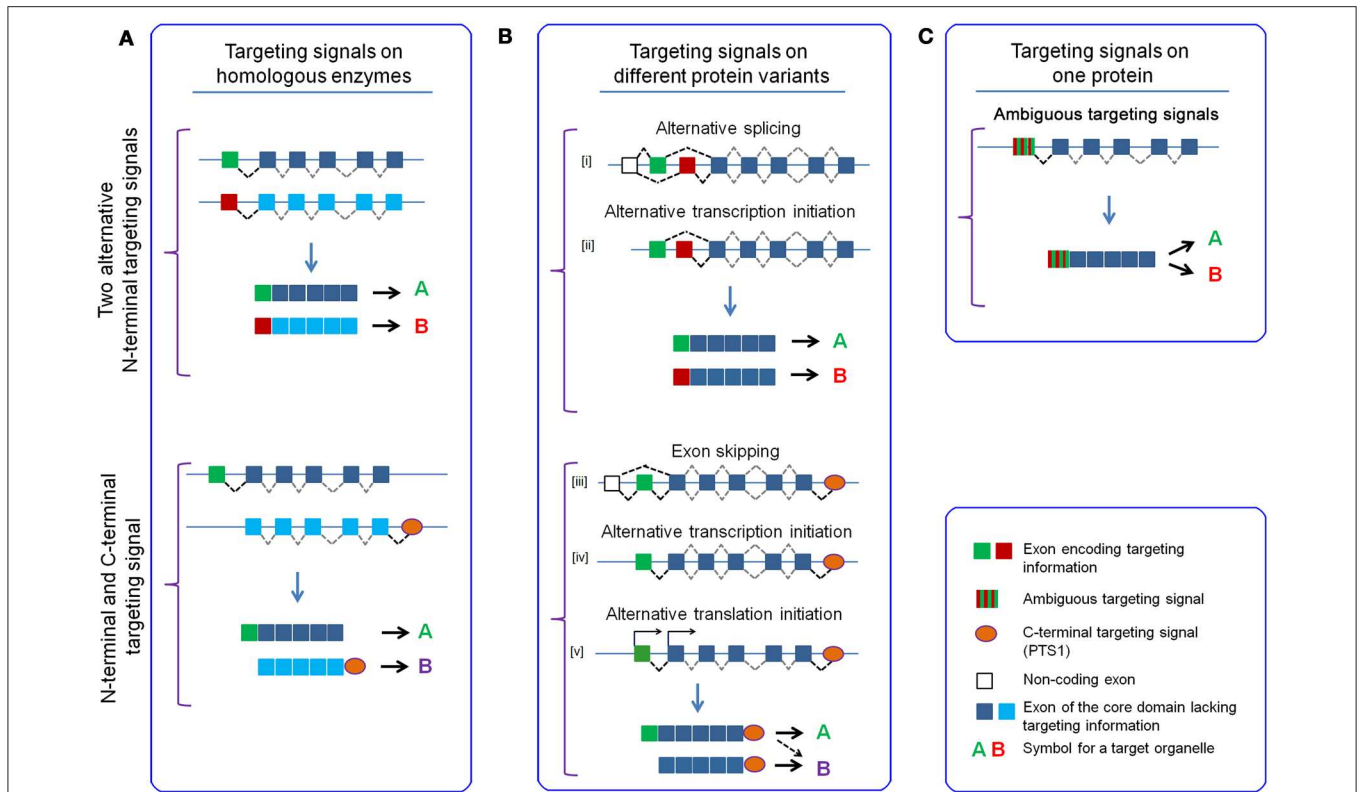 A
Targeting signals on
homologous enzymes
Two alternative
N-terminal targeting signals
A
B
N-terminal and C-terminal
targeting signal
A
B
B
Targeting signals on
different protein variants
Alternative splicing
[i]
Alternative transcription initiation
[ii]
A
B
Exon skipping
[iii]
Alternative transcription initiation
[iv]
Alternative translation initiation
[v]
A
B
C
Targeting signals on
one protein
Ambiguous targeting signals
A
B
Exon encoding targeting
information
Ambiguous targeting signal
C-terminal targeting signal
(PTS1)
Non-coding exon
Exon of the core domain lacking
targeting information
A B Symbol for a target organelle